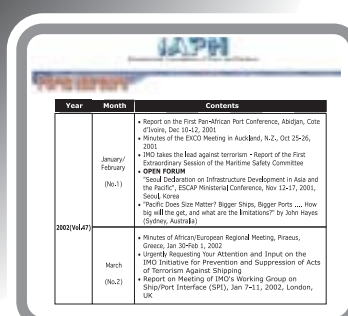 IAPH
Year Month Contents
• Report on the First Pan-African Port Conference, Abidjan, Cote
d'Ivoire, Dec 10-12, 2001
• Minutes of the EXCO Meeting in Auckland, N.Z., Oct 25-26,
2001
• IMO takes the lead against terrorism - Report of the First
Extraordinary Session of the Maritime Safety Committee
• OPEN FORUM
"Seoul Declaration on Infrastructure Development in Asia and
the Pacific", ESCAP Ministerial Conference, Nov 12-17, 2001,
Seoul, Korea
• "Pacific Does Size Matter? Bigger Ships, Bigger Ports .... How
big will the get, and what are the limitations?" by John Hayes
(Sydney, Australia)
January/
February
(No.1)
2002(Vol.47)
• Minutes of African/European Regional Meeting, Piraeus,
Greece, Jan 30-Feb 1, 2002
• Urgently Requesting Your Attention and Input on the
IMO Initiative for Prevention and Suppression of Acts
of Terrorism Against Shipping
• Report on Meeting of IMO's Working Group on
Ship/Port Interface (SPI), Jan 7-11, 2002, London,
UK
March
(No.2)